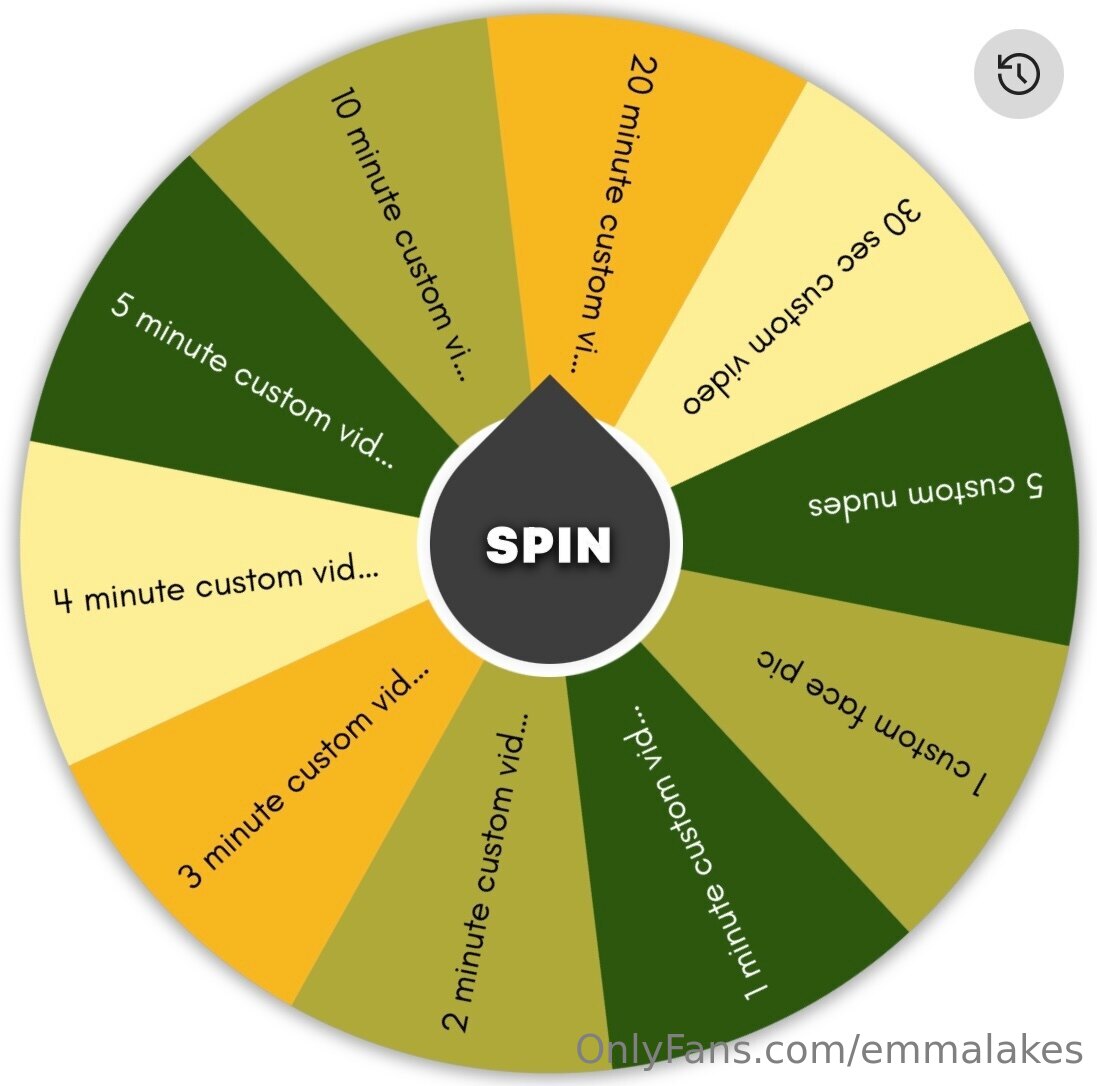 20 minute custom vi...
30 sec custom video
5 custom nudes
1 custom face pic
1 minute custom vid...
2 minute custom vid...
3 minute custom vid...
4 minute custom vid...
5 minute custom vid...
10 minute custom vi...
SPIN
OnlyFans.com/emmalakes